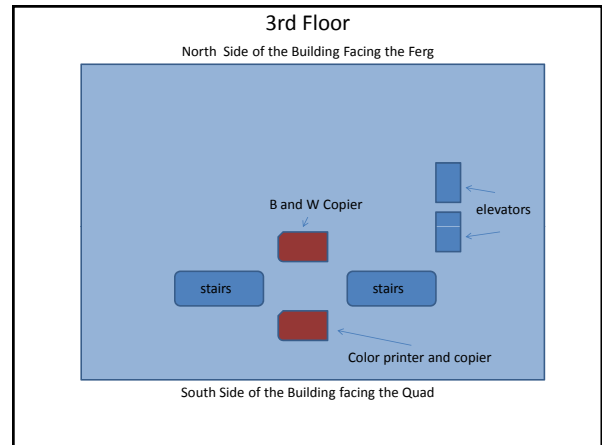 3rd Floor
North Side of the Building Facing the Ferg
B and W Copier
elevators
stairs
stairs
Color printer and copier
South Side of the Building facing the Quad